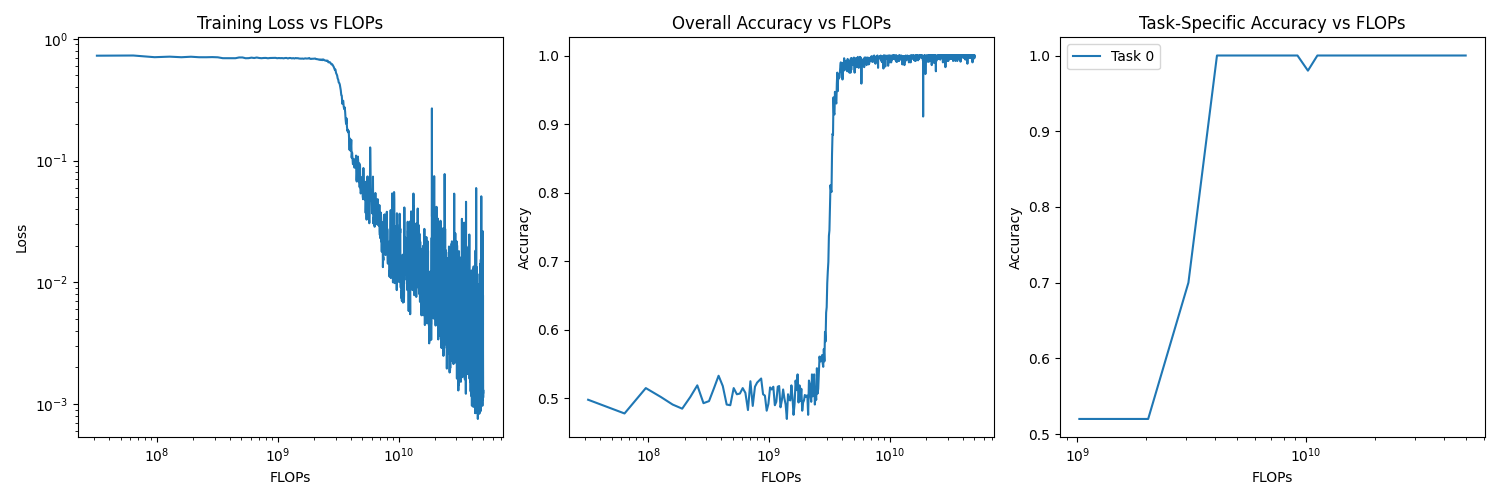 Training Loss vs FLOPs
10⁰
10⁻¹
10⁻²
10⁻³
Loss
10⁸
10⁹
10¹⁰
FLOPs
Overall Accuracy vs FLOPs
1.0
0.9
0.8
0.7
0.6
0.5
Accuracy
10⁸
10⁹
10¹⁰
FLOPs
Task-Specific Accuracy vs FLOPs
Task 0
1.0
0.9
0.8
0.7
0.6
0.5
Accuracy
10⁹
10¹⁰
FLOPs